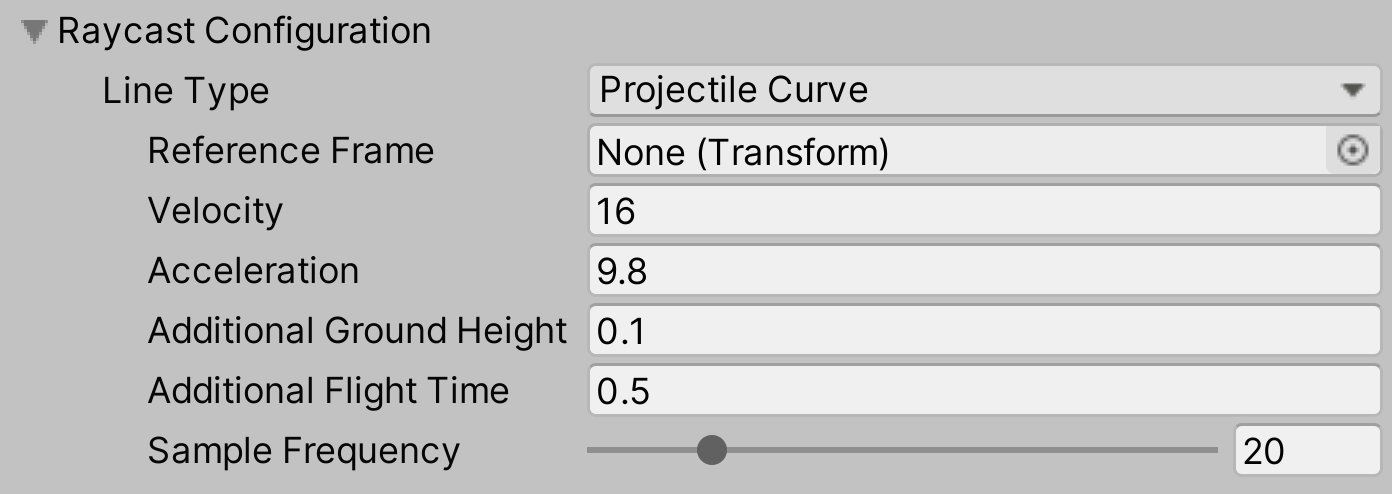 Raycast Configuration
Line Type Projectile Curve
Reference Frame None (Transform)
Velocity 16
Acceleration 9.8
Additional Ground Height 0.1
Additional Flight Time 0.5
Sample Frequency 20